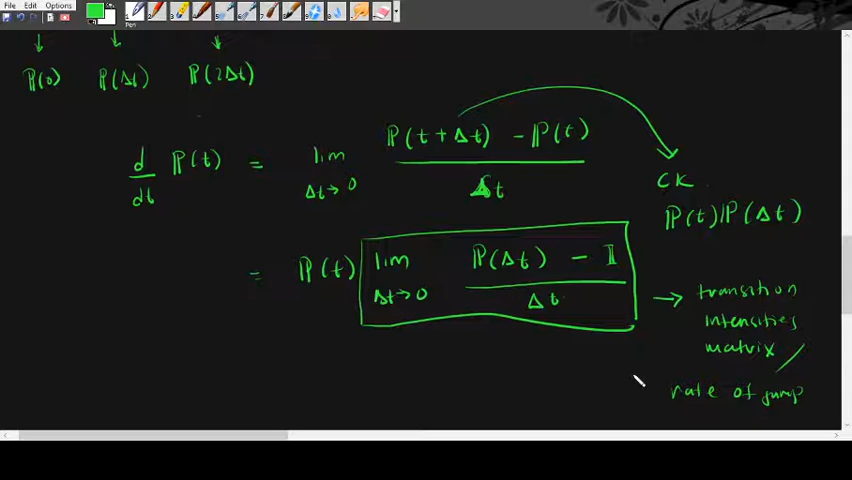 File Edit Options
Pen
ℙ(0) ℙ(Δt) ℙ(2Δt)
d/dt ℙ(t) = lim Δt→0 (ℙ(t + Δt) - ℙ(t)) / Δt
CK
ℙ(t)ℙ(Δt)
= ℙ(t) lim Δt→0 (ℙ(Δt) - 𝕀) / Δt
→ transition
intensities
matrix /
rate of jump